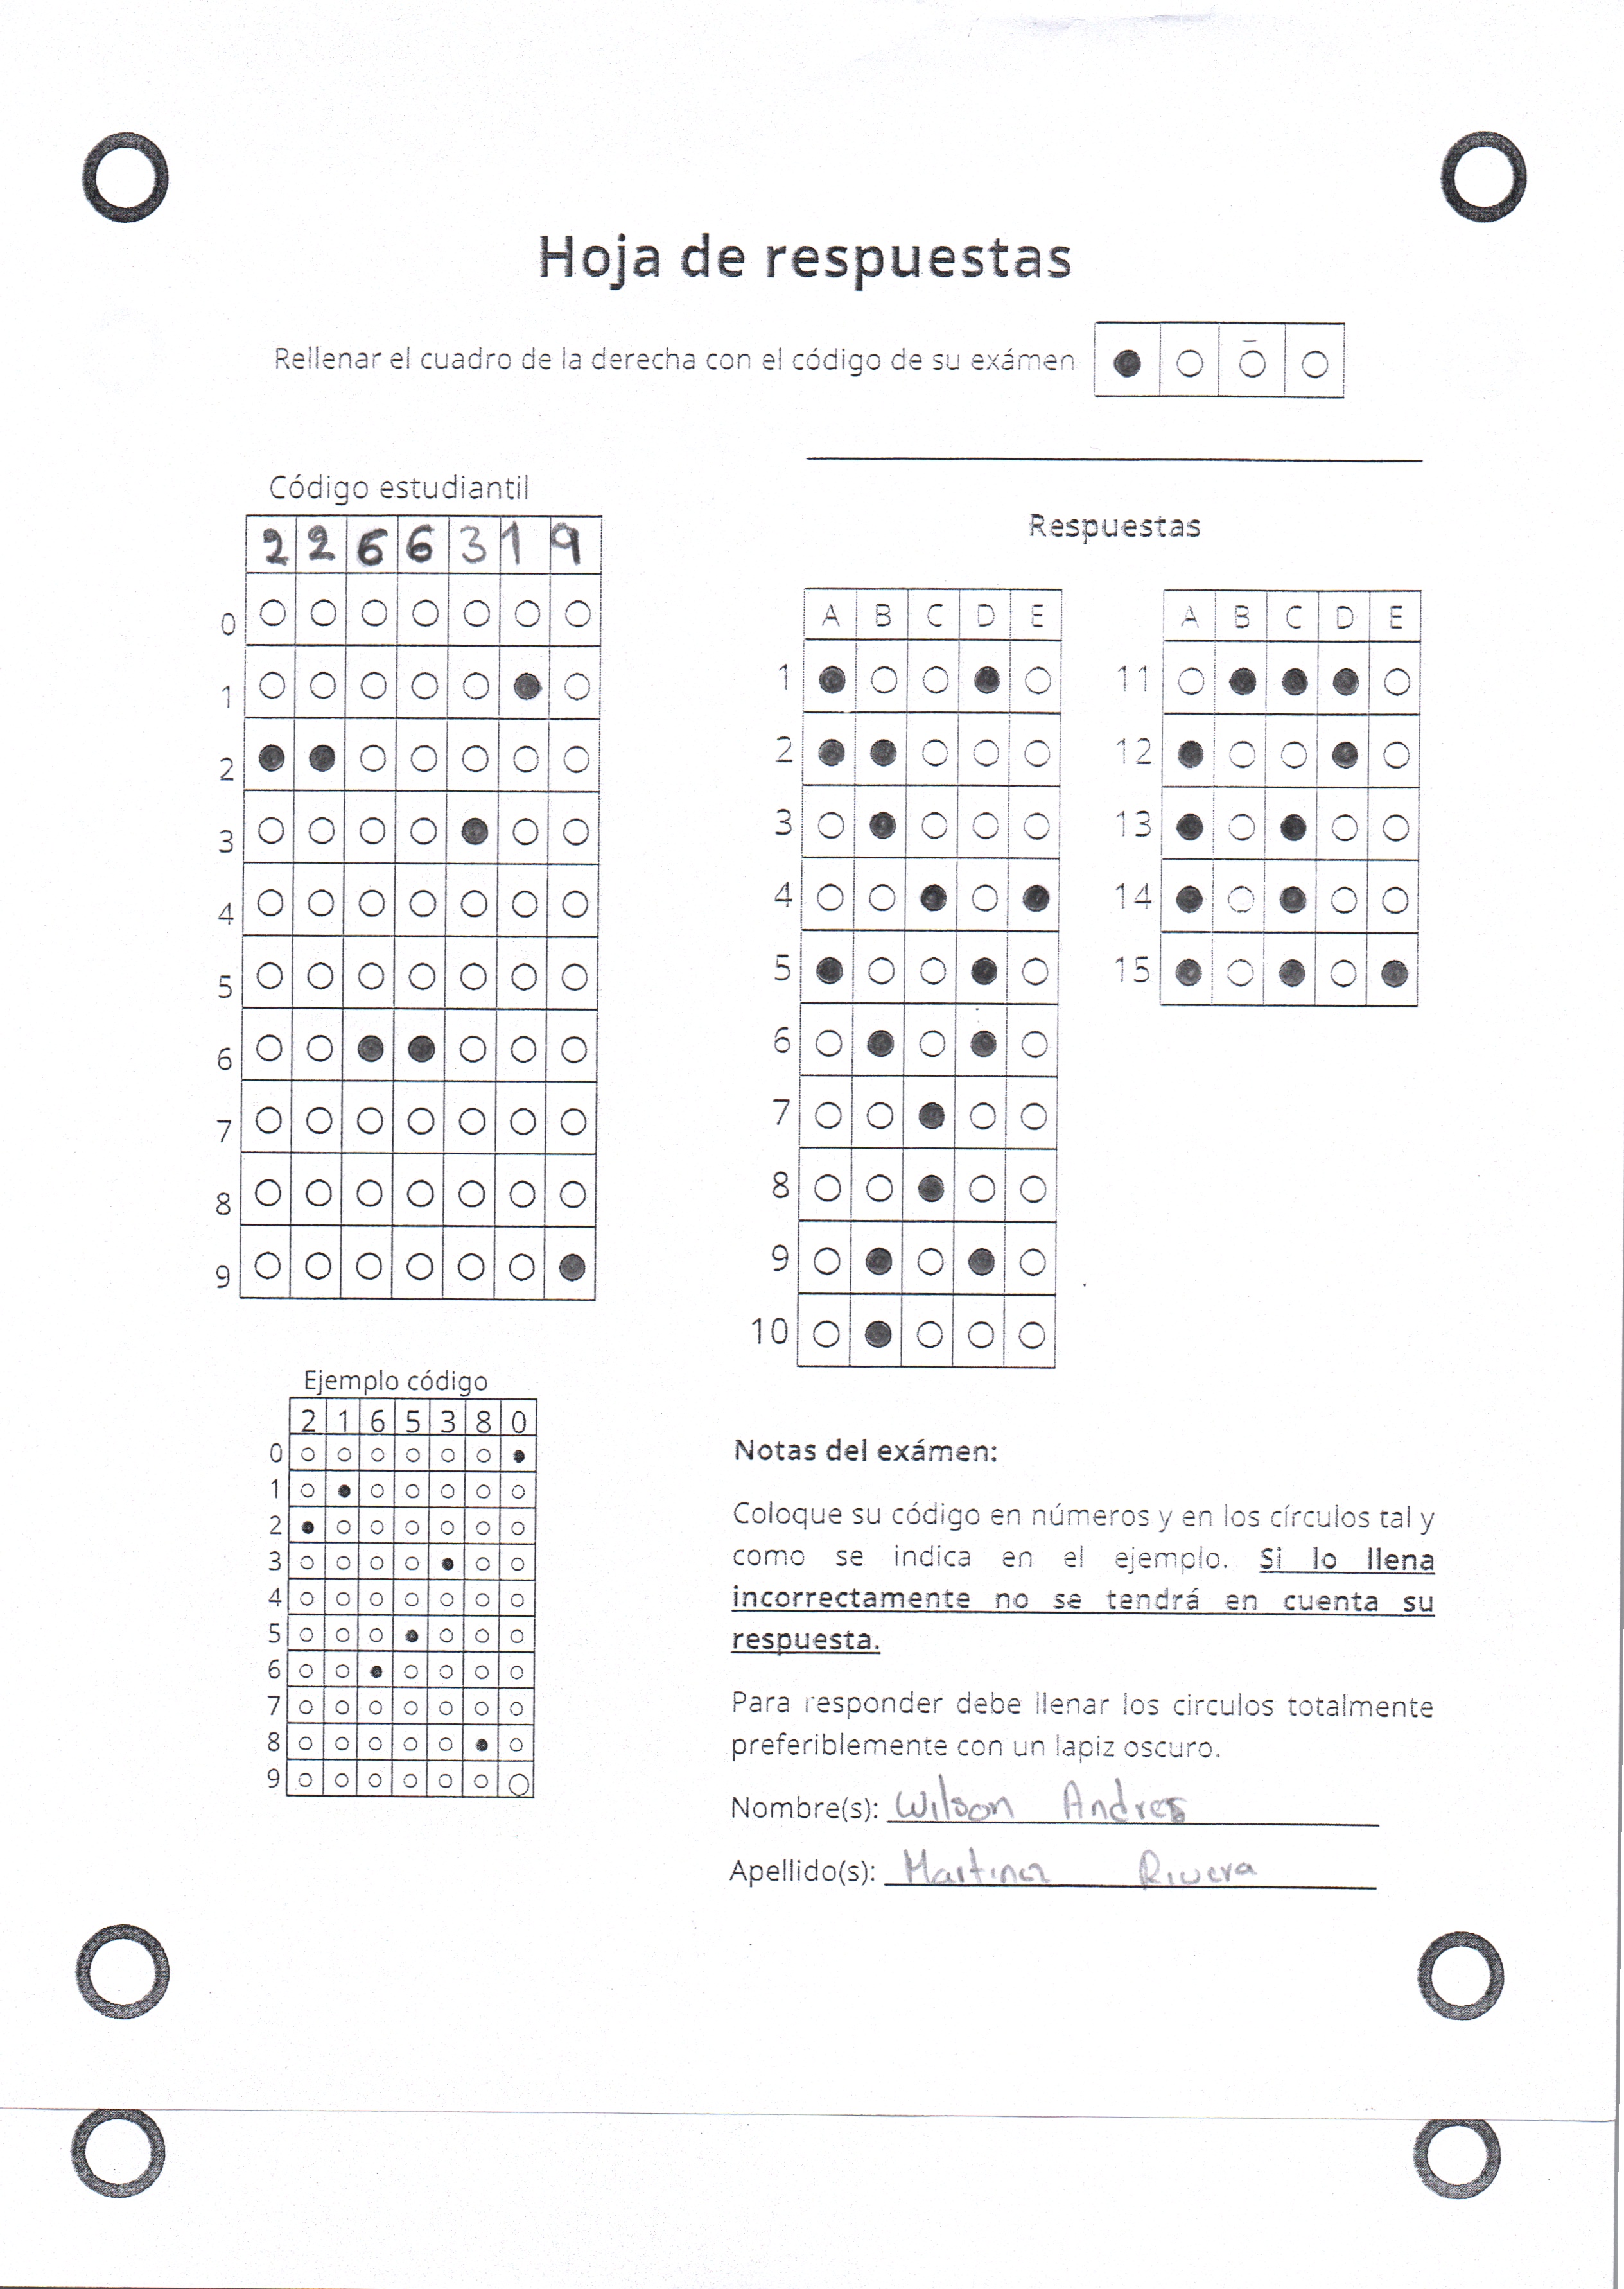 Hoja de respuestas
Rellenar el cuadro de la derecha con el código de su exámen
Código estudiantil
2 2 6 6 3 1 9
0
1
2
3
4
5
6
7
8
9
Respuestas
A B C D E
1
2
3
4
5
6
7
8
9
10
A B C D E
11
12
13
14
15
Ejemplo código
2 1 6 5 3 8 0
0
1
2
3
4
5
6
7
8
9
Notas del exámen:
Coloque su código en números y en los círculos tal y
como se indica en el ejemplo. Si lo llena
incorrectamente no se tendrá en cuenta su
respuesta.
Para responder debe llenar los circulos totalmente
preferiblemente con un lapiz oscuro.
Nombre(s): Wilson Andres
Apellido(s): Martinez Rivera